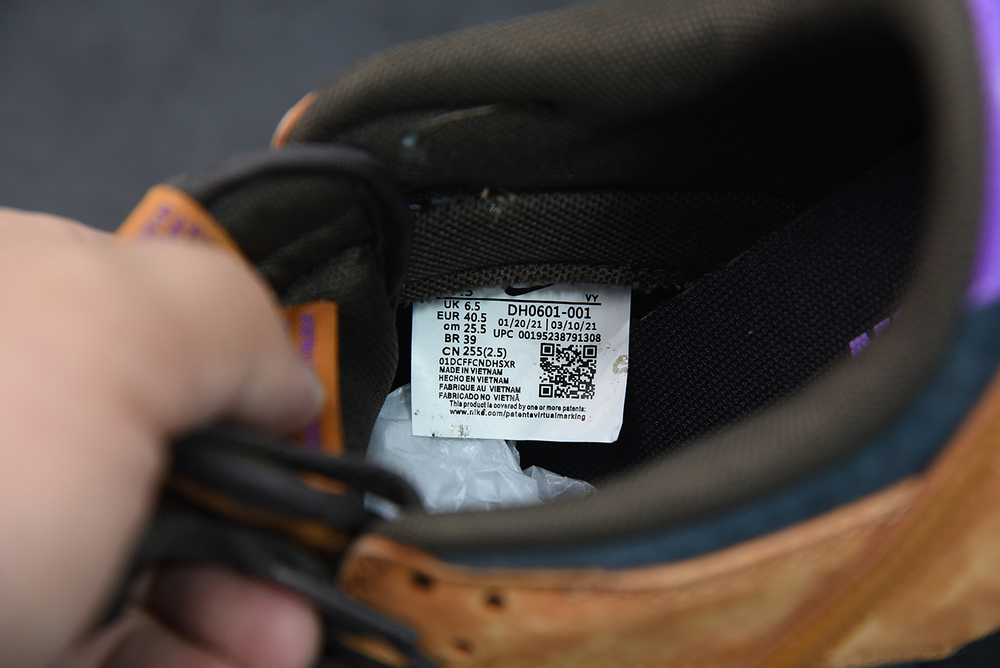 VY
UK 6.5
EUR 40.5
cm 25.5
BR 39
CN 255(2.5)
DH0601-001
01/20/21 | 03/10/21
UPC 00195238791308
01DCFFCNDHSXR
MADE IN VIETNAM
HECHO EN VIETNAM
FABRIQUE AU VIETNAM
FABRICADO NO VIETNÃ
This product is covered by one or more patents:
www.nike.com/patentsvirtualmarking